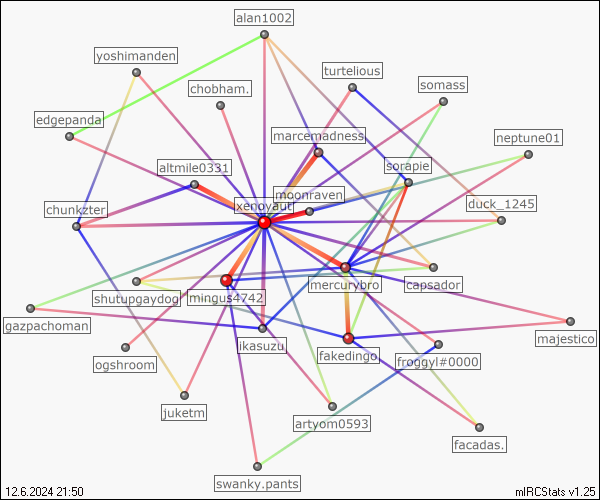 alan1002
yoshimanden
turtelious
chobham.
somass
edgepanda
marcemadness
neptune01
altmile0331
sorapie
moonraven
xenoyaut
chunkzter
duck_1245
mercurybro
capsador
shutupgaydog
mingus4742
gazpachoman
majestico
ikasuzu
fakedingo
froggyl#0000
ogshroom
juketm
artyom0593
facadas.
swanky.pants
12.6.2024 21:50
mIRCStats v1.25